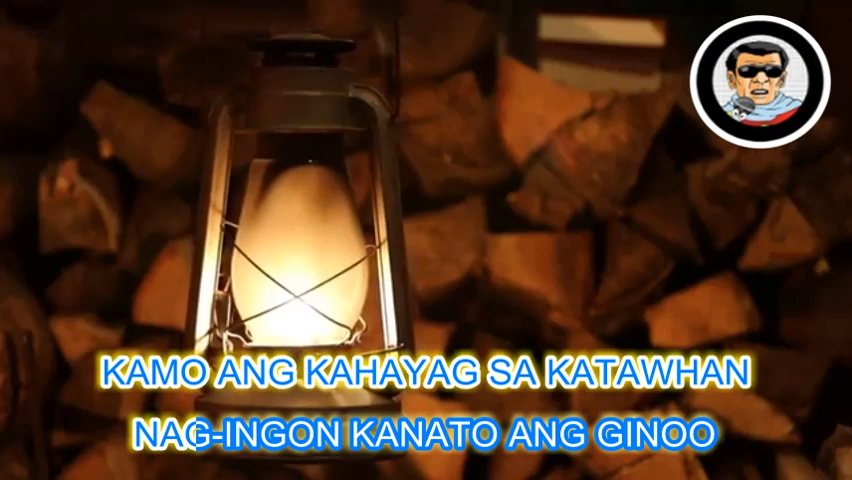 KAMO ANG KAHAYAG SA KATAWHAN
NAG-INGON KANATO ANG GINOO